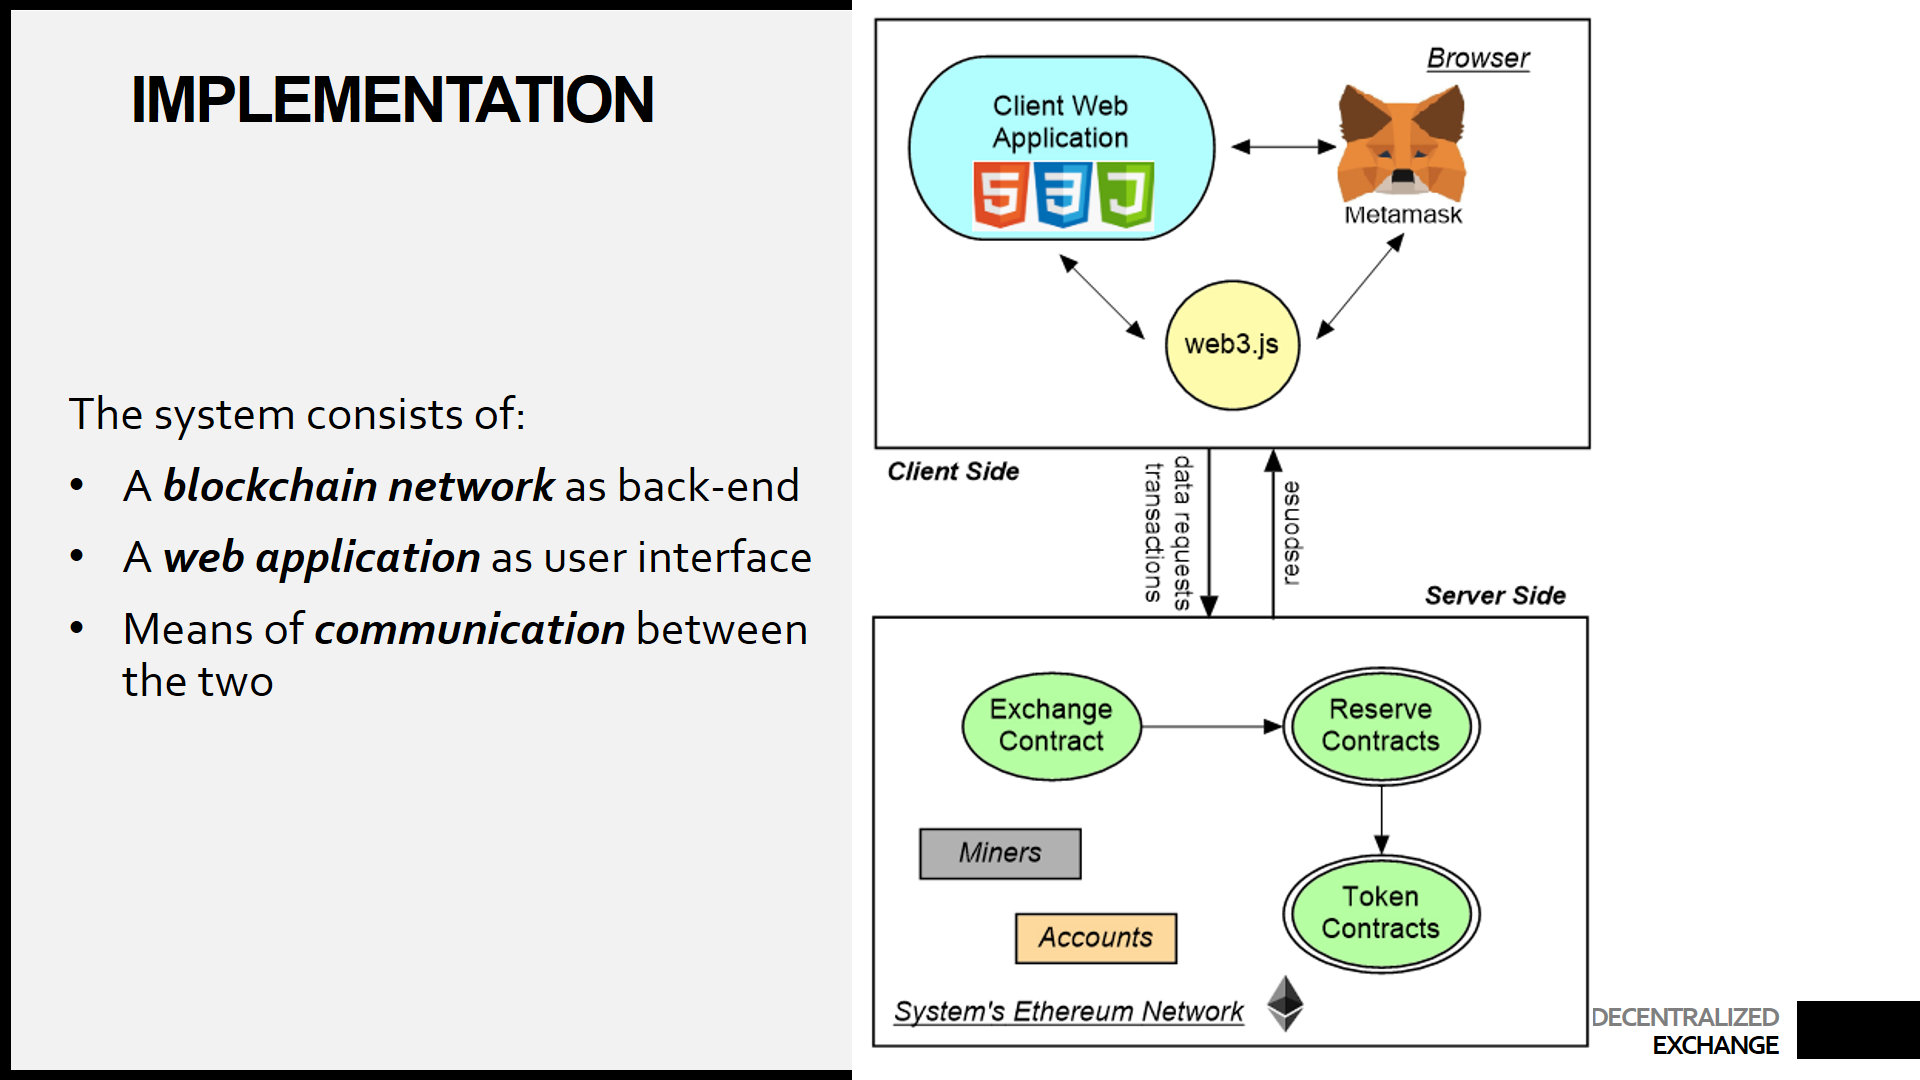 IMPLEMENTATION
The system consists of:
• A blockchain network as back-end
• A web application as user interface
• Means of communication between
the two
Browser
Client Web
Application
Metamask
web3.js
Client Side
data requests
transactions
response
Server Side
Exchange
Contract
Reserve
Contracts
Miners
Token
Contracts
Accounts
System's Ethereum Network
DECENTRALIZED
EXCHANGE